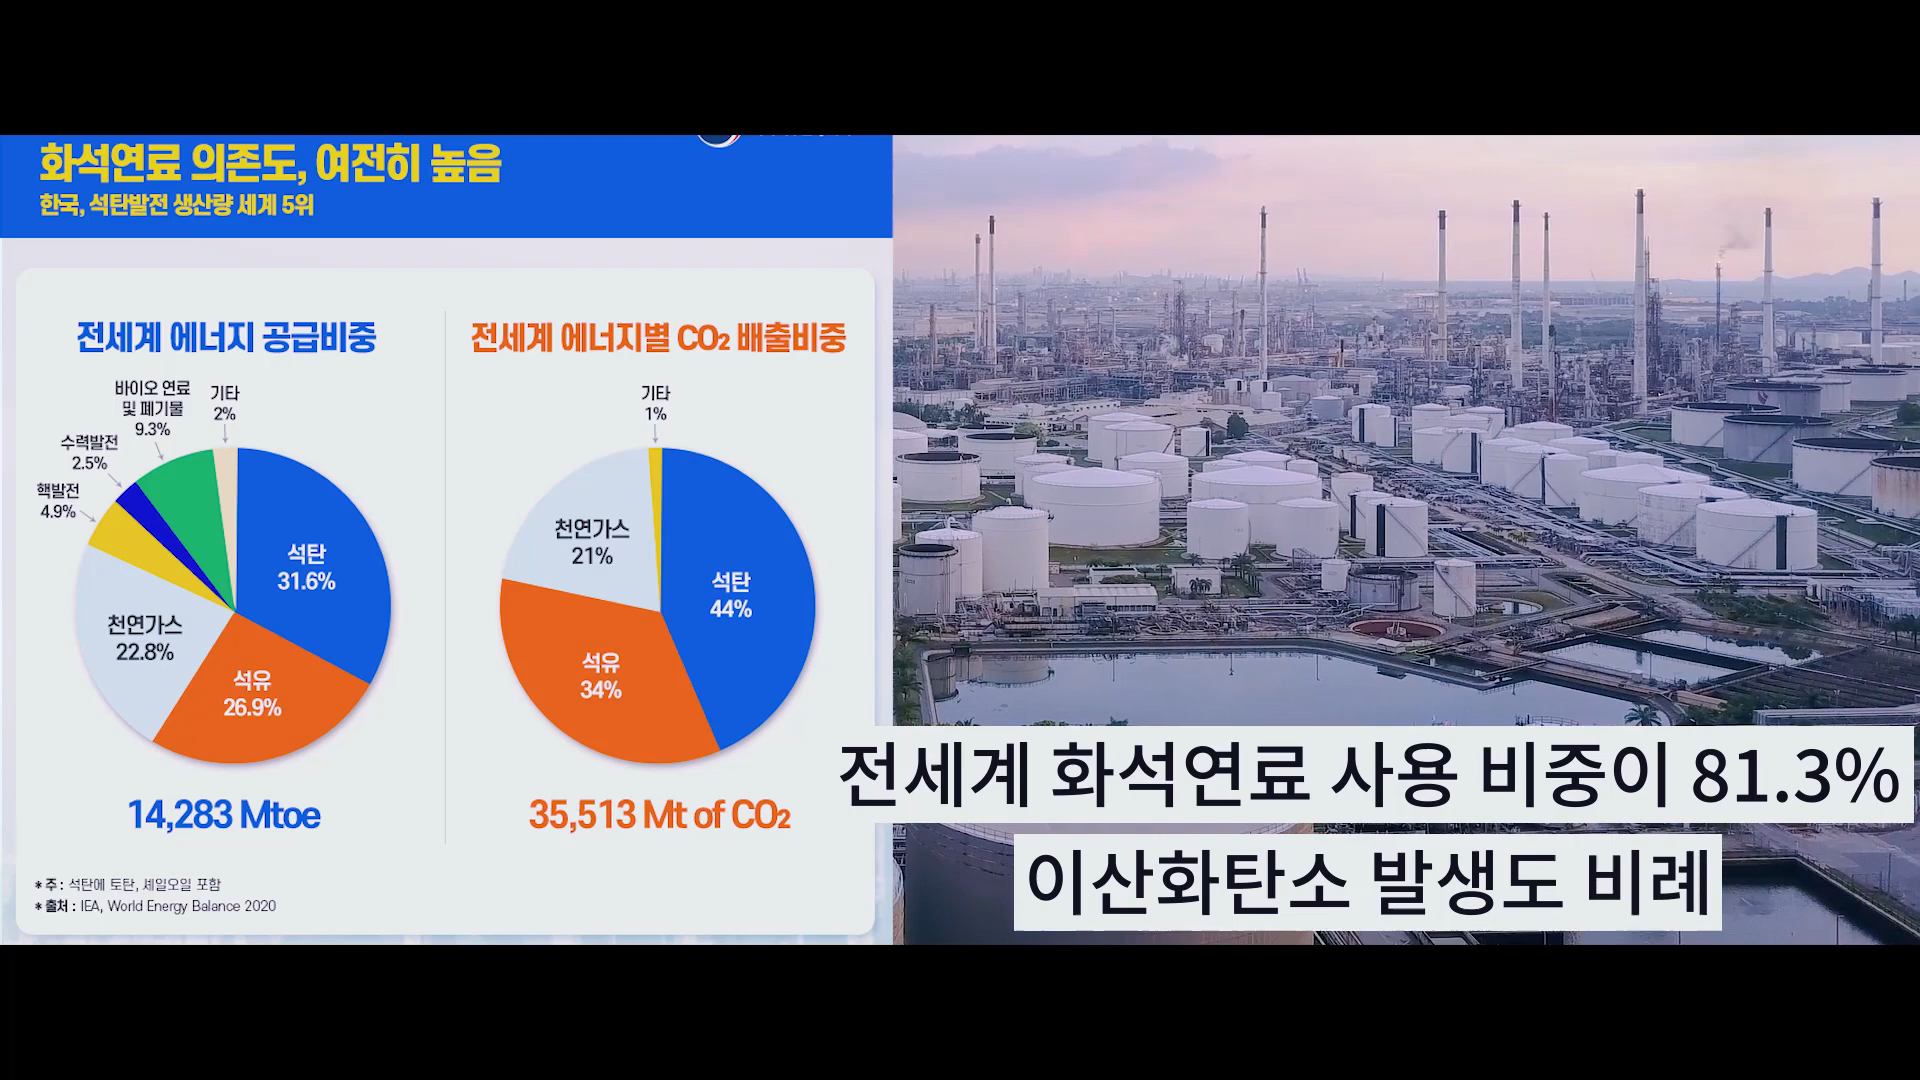 화석연료 의존도, 여전히 높음
한국, 석탄발전 생산량 세계 5위
전세계 에너지 공급비중
바이오 연료
및 폐기물
9.3%
기타
2%
수력발전
2.5%
핵발전
4.9%
석탄
31.6%
천연가스
22.8%
석유
26.9%
14,283 Mtoe
전세계 에너지별 CO₂ 배출비중
기타
1%
천연가스
21%
석탄
44%
석유
34%
35,513 Mt of CO₂
* 주 : 석탄에 토탄, 셰일오일 포함
* 출처 : IEA, World Energy Balance 2020
전세계 화석연료 사용 비중이 81.3%
이산화탄소 발생도 비례